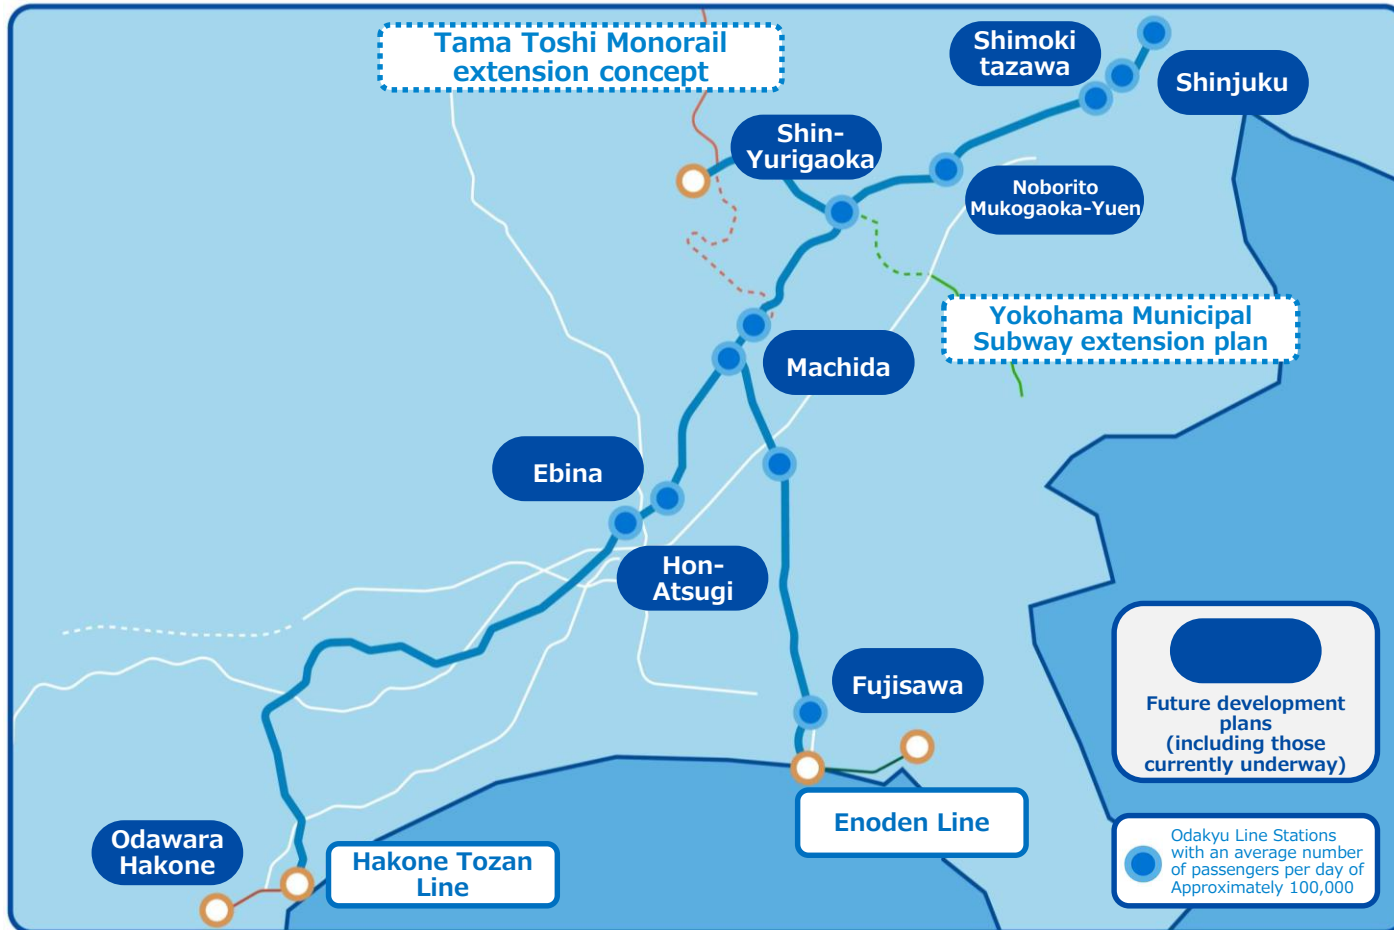 Tama Toshi Monorail
extension concept
Shimoki
tazawa
Shinjuku
Shin-
Yurigaoka
Noborito
Mukogaoka-Yuen
Yokohama Municipal
Subway extension plan
Machida
Ebina
Hon-
Atsugi
Fujisawa
Future development
plans
(including those
currently underway)
Enoden Line
Odawara
Hakone
Hakone Tozan
Line
Odakyu Line Stations
with an average number
of passengers per day of
Approximately 100,000